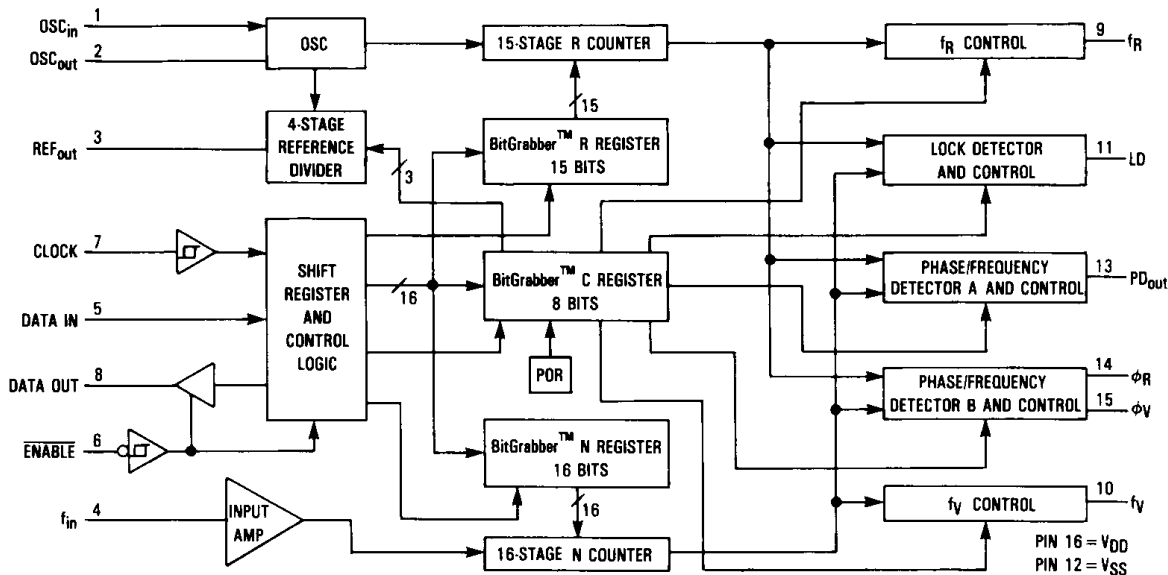 1
OSCin
2
OSCout
OSC
15-STAGE R COUNTER
fR CONTROL
9
fR
15
3
REFout
4-STAGE
REFERENCE
DIVIDER
3
BitGrabber™ R REGISTER
15 BITS
LOCK DETECTOR
AND CONTROL
11
LD
CLOCK
7
SHIFT
REGISTER
AND
CONTROL
LOGIC
16
BitGrabber™ C REGISTER
8 BITS
PHASE/FREQUENCY
DETECTOR A AND CONTROL
13
PDout
DATA IN
5
POR
DATA OUT
8
PHASE/FREQUENCY
DETECTOR B AND CONTROL
14
ϕR
15
ϕV
ENABLE
6
BitGrabber™ N REGISTER
16 BITS
16
fin
4
INPUT
AMP
16-STAGE N COUNTER
fV CONTROL
10
fV
PIN 16 = VDD
PIN 12 = VSS